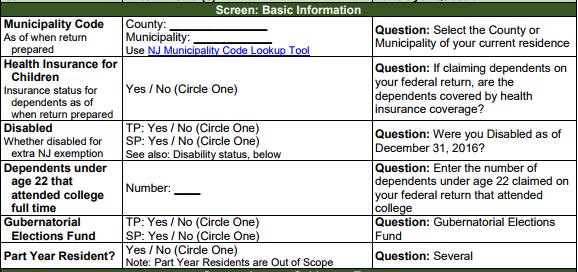 Screen: Basic Information
Municipality Code
As of when return
prepared
County: ____________
Municipality: ____________
Use NJ Municipality Code Lookup Tool
Question: Select the County or
Municipality of your current residence
Health Insurance for
Children
Insurance status for
dependents as of
when return prepared
Yes / No (Circle One)
Question: If claiming dependents on
your federal return, are the
dependents covered by health
insurance coverage?
Disabled
Whether disabled for
extra NJ exemption
TP: Yes / No (Circle One)
SP: Yes / No (Circle One)
See also: Disability status, below
Question: Were you Disabled as of
December 31, 2016?
Dependents under
age 22 that
attended college
full time
Number: ____
Question: Enter the number of
dependents under age 22 claimed on
your federal return that attended
college
Gubernatorial
Elections Fund
TP: Yes / No (Circle One)
SP: Yes / No (Circle One)
Question: Gubernatorial Elections
Fund
Part Year Resident?
Yes / No (Circle One)
Note: Part Year Residents are Out of Scope
Question: Several